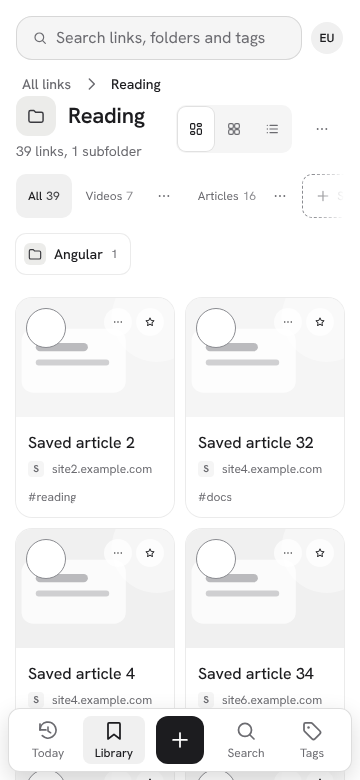 Search links, folders and tags
EU
All links > Reading
Reading
39 links, 1 subfolder
All 39 Videos 7 ... Articles 16 ... +
Angular 1
Saved article 2
S site2.example.com
#reading
Saved article 32
S site4.example.com
#docs
Saved article 4
S site4.example.com
Saved article 34
S site6.example.com
Today Library + Search Tags